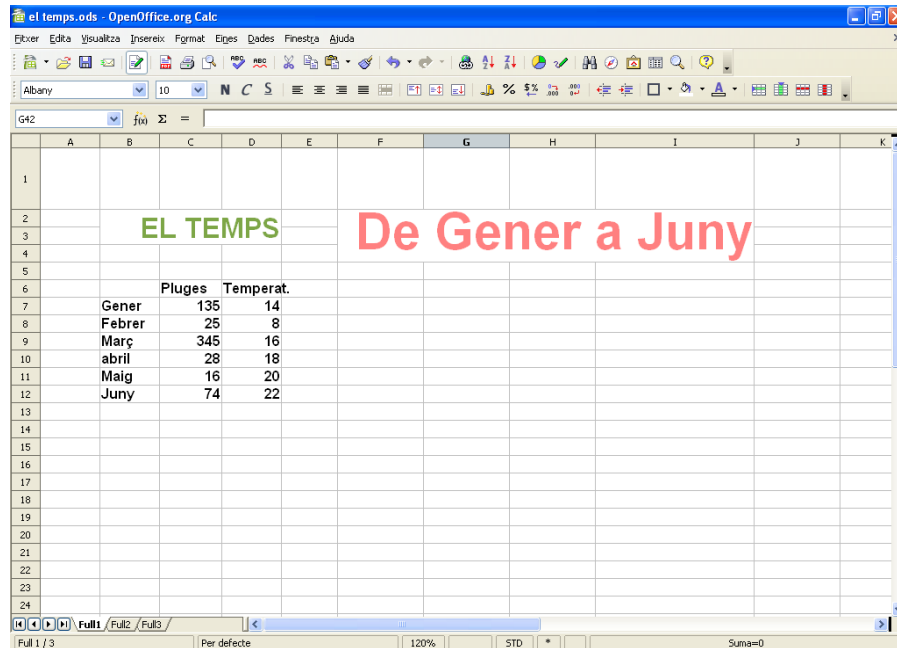 el temps.ods - OpenOffice.org Calc
Fitxer Edita Visualitza Insereix Format Eines Dades Finestra Ajuda
Albany 10 N C S
G42 f(x) Σ =
A B C D E F G H I J K
1
2
EL TEMPS De Gener a Juny
3
4
5
6 Pluges Temperat.
7 Gener 135 14
8 Febrer 25 8
9 Març 345 16
10 abril 28 18
11 Maig 16 20
12 Juny 74 22
13
14
15
16
17
18
19
20
21
22
23
24
Full1 Full2 Full3
Full 1 / 3 Per defecte 120% STD * Suma=0